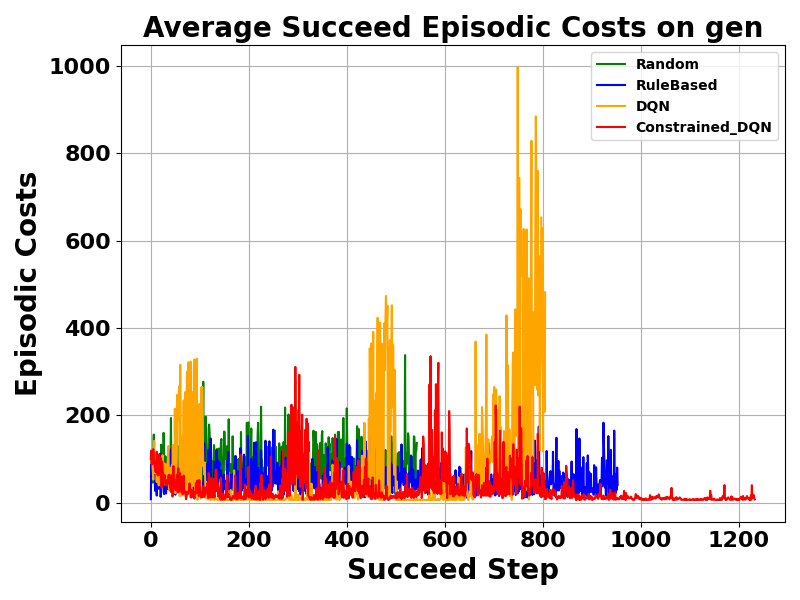 Average Succeed Episodic Costs on gen
Random
RuleBased
DQN
Constrained_DQN
Episodic Costs
1000
800
600
400
200
0
0 200 400 600 800 1000 1200
Succeed Step